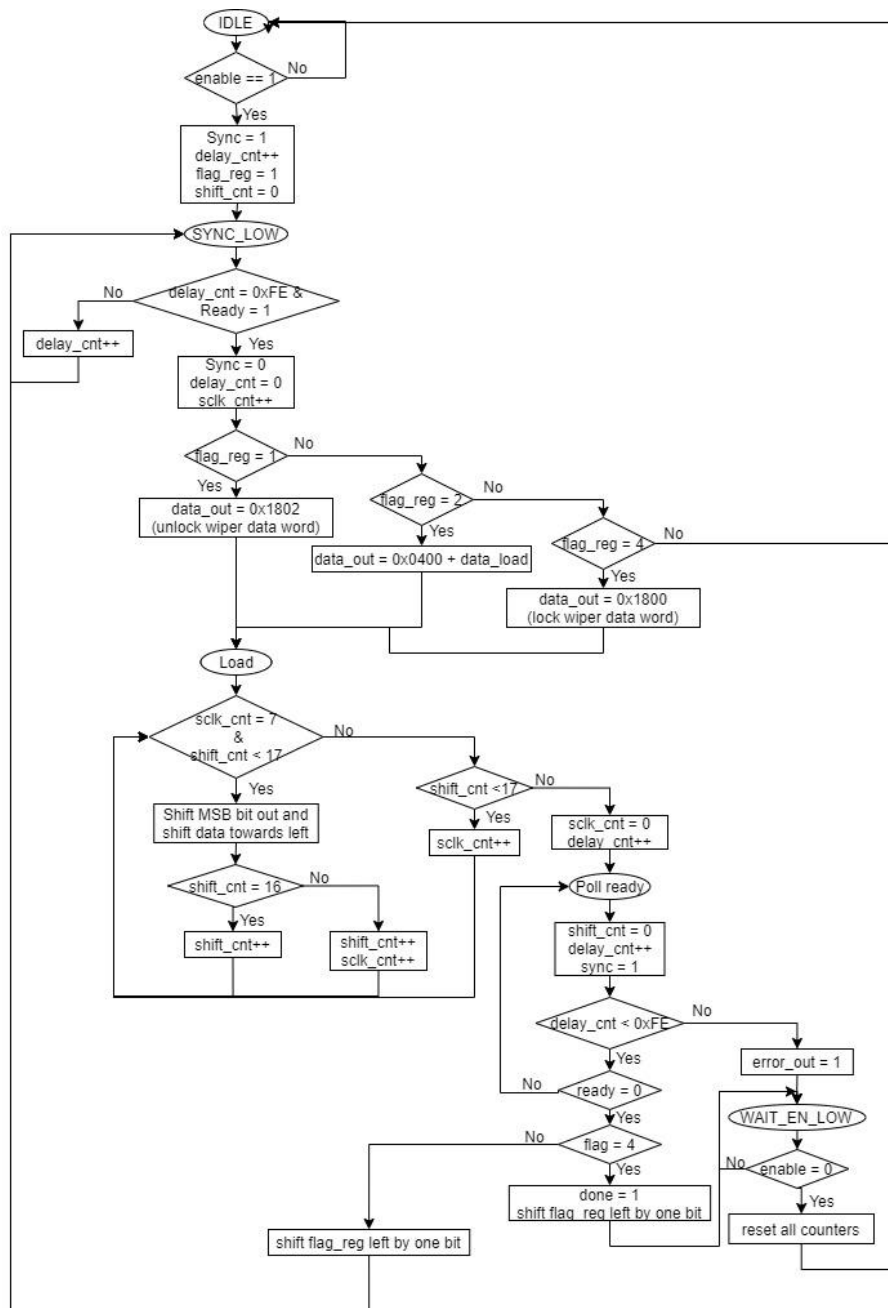 IDLE
enable == 1
No
Yes
Sync = 1
delay_cnt++
flag_reg = 1
shift_cnt = 0
SYNC_LOW
delay_cnt = 0xFE &
Ready = 1
No
delay_cnt++
Yes
Sync = 0
delay_cnt = 0
sclk_cnt++
flag_reg = 1
No
Yes
data_out = 0x1802
(unlock wiper data word)
flag_reg = 2
No
Yes
data_out = 0x0400 + data_load
flag_reg = 4
No
Yes
data_out = 0x1800
(lock wiper data word)
Load
sclk_cnt = 7
&
shift_cnt < 17
No
Yes
Shift MSB bit out and
shift data towards left
shift_cnt = 16
No
Yes
shift_cnt++
shift_cnt++
sclk_cnt++
shift_cnt <17
No
Yes
sclk_cnt++
sclk_cnt = 0
delay_cnt++
Poll ready
shift_cnt = 0
delay_cnt++
sync = 1
delay_cnt < 0xFE
No
Yes
error_out = 1
ready = 0
No
Yes
WAIT_EN_LOW
flag = 4
No
Yes
enable = 0
No
Yes
done = 1
shift flag_reg left by one bit
reset all counters
shift flag_reg left by one bit